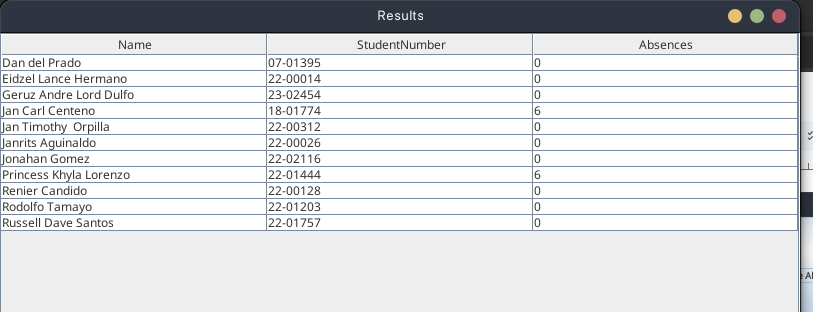 Results
Name StudentNumber Absences
Dan del Prado 07-01395 0
Eidzel Lance Hermano 22-00014 0
Geruz Andre Lord Dulfo 23-02454 0
Jan Carl Centeno 18-01774 6
Jan Timothy  Orpilla 22-00312 0
Janrits Aguinaldo 22-00026 0
Jonahan Gomez 22-02116 0
Princess Khyla Lorenzo 22-01444 6
Renier Candido 22-00128 0
Rodolfo Tamayo 22-01203 0
Russell Dave Santos 22-01757 0